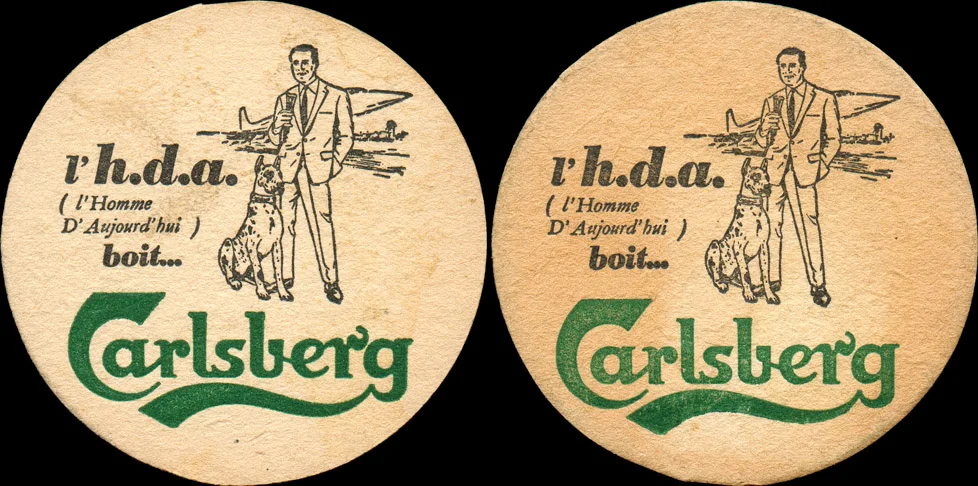 l'h.d.a.
( l'Homme
D'Aujourd'hui )
boit...
Carlsberg
l'h.d.a.
( l'Homme
D'Aujourd'hui )
boit...
Carlsberg